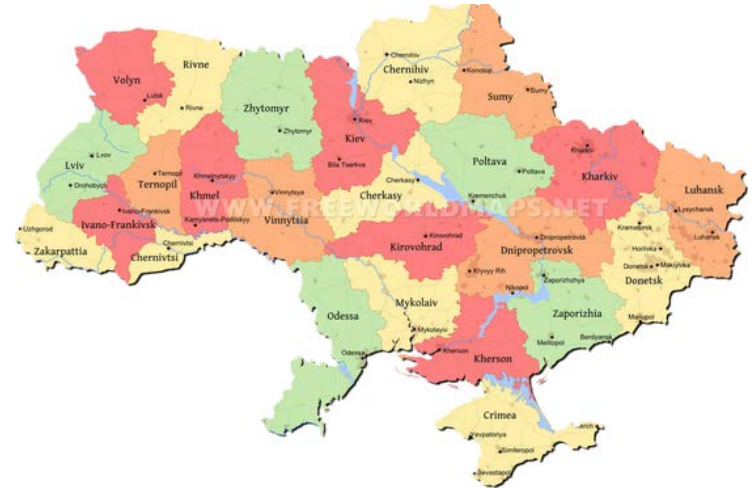 Chernihiv
Rivne
Volyn
Chernihiv
Konotop
Nizhyn
Sumy
Sumy
Lutsk
Rivne
Zhytomyr
Kiev
Zhytomyr
Kiev
Kharkiv
Lviv
Lvov
Bila Tserkva
Poltava
Poltava
Kharkiv
Ternopil
Ternopil
Khmelnytskyy
Khmel
Drohobych
Cherkasy
Cherkasy
Luhansk
Vinnytsya
Vinnytsia
Kremenchuk
Lysychansk
WWW.FREEWORLDMAPS.NET
Ivano-Frankivsk
Ivano-Frankivsk
Kamyanets-Podilskyy
Kirovohrad
Kirovohrad
Dnipropetrovsk
Dnipropetrovsk
Kramatorsk
Luhansk
Uzhgorod
Zakarpattia
Chernivtsi
Chernivtsi
Horlivka
Donetsk
Makiyivka
Donetsk
Kryvyy Rih
Zaporizhzhya
Nikopol
Mykolaiv
Odessa
Zaporizhia
Mariupol
Mykolayiv
Melitopol
Berdyansk
Odessa
Kherson
Kherson
Crimea
Yevpatoriya
Simferopol
Sevastapol